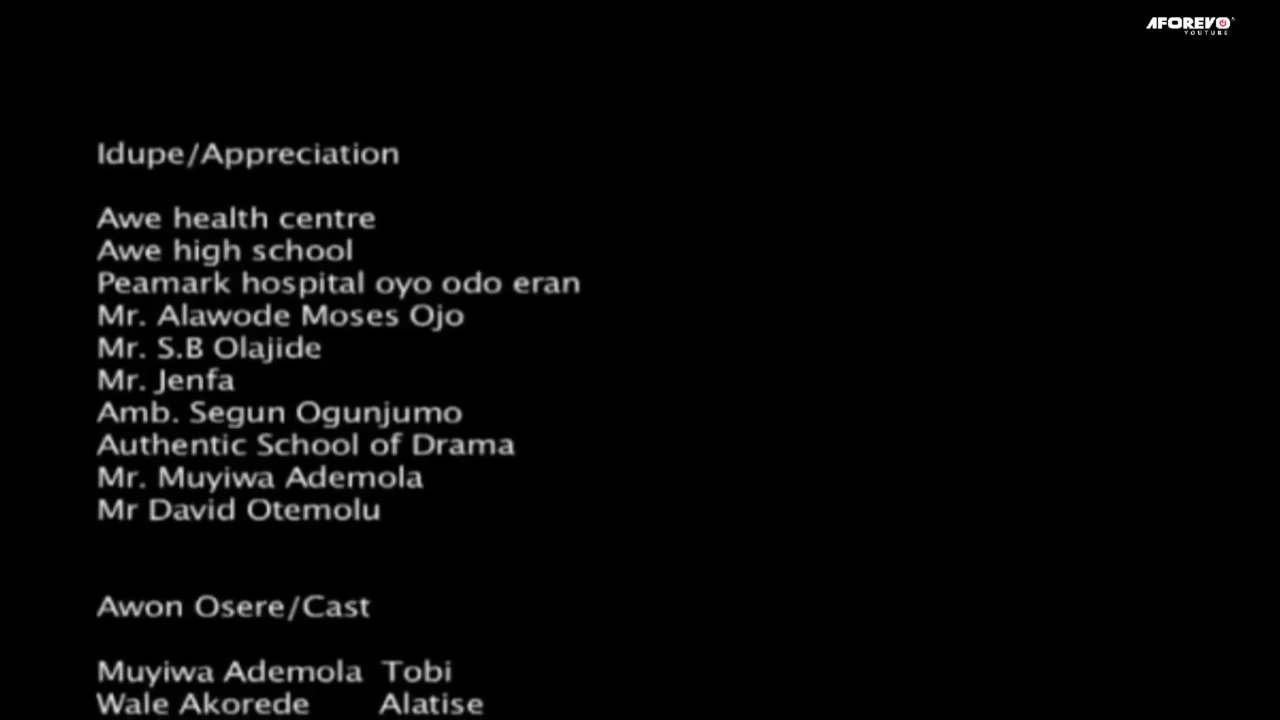 AFOREVO
YOUTUBE
Idupe/Appreciation
Awe health centre
Awe high school
Peamark hospital oyo odo eran
Mr. Alawode Moses Ojo
Mr. S.B Olajide
Mr. Jenfa
Amb. Segun Ogunjumo
Authentic School of Drama
Mr. Muyiwa Ademola
Mr David Otemolu
Awon Osere/Cast
Muyiwa Ademola Tobi
Wale Akorede Alatise